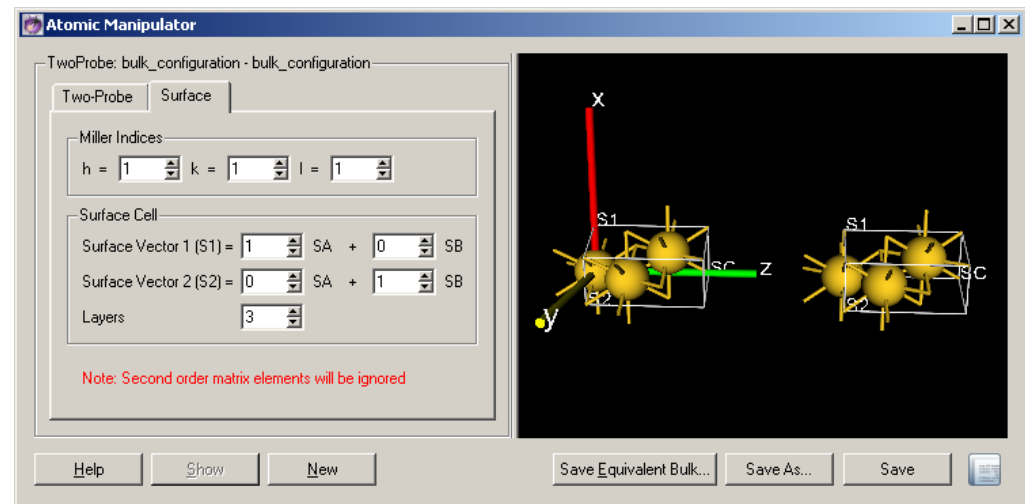 Atomic Manipulator
TwoProbe: bulk_configuration - bulk_configuration
Two-Probe Surface
Miller Indices
h = 1 k = 1 l = 1
Surface Cell
Surface Vector 1 (S1) = 1 SA + 0 SB
Surface Vector 2 (S2) = 0 SA + 1 SB
Layers 3
Note: Second order matrix elements will be ignored
x
S1 S1
SC z SC
S2 S2
y
Help Show New Save Equivalent Bulk... Save As... Save